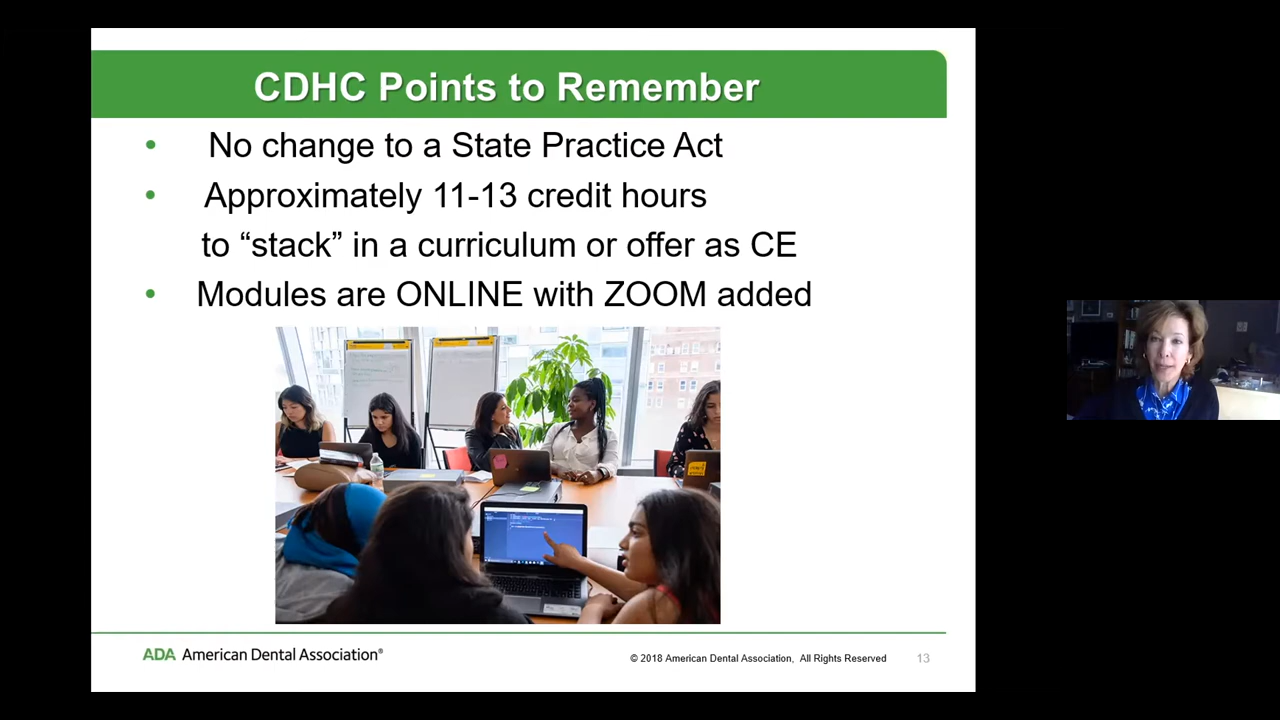 CDHC Points to Remember
• No change to a State Practice Act
• Approximately 11-13 credit hours
to “stack” in a curriculum or offer as CE
• Modules are ONLINE with ZOOM added
ADA American Dental Association®
© 2018 American Dental Association, All Rights Reserved
13